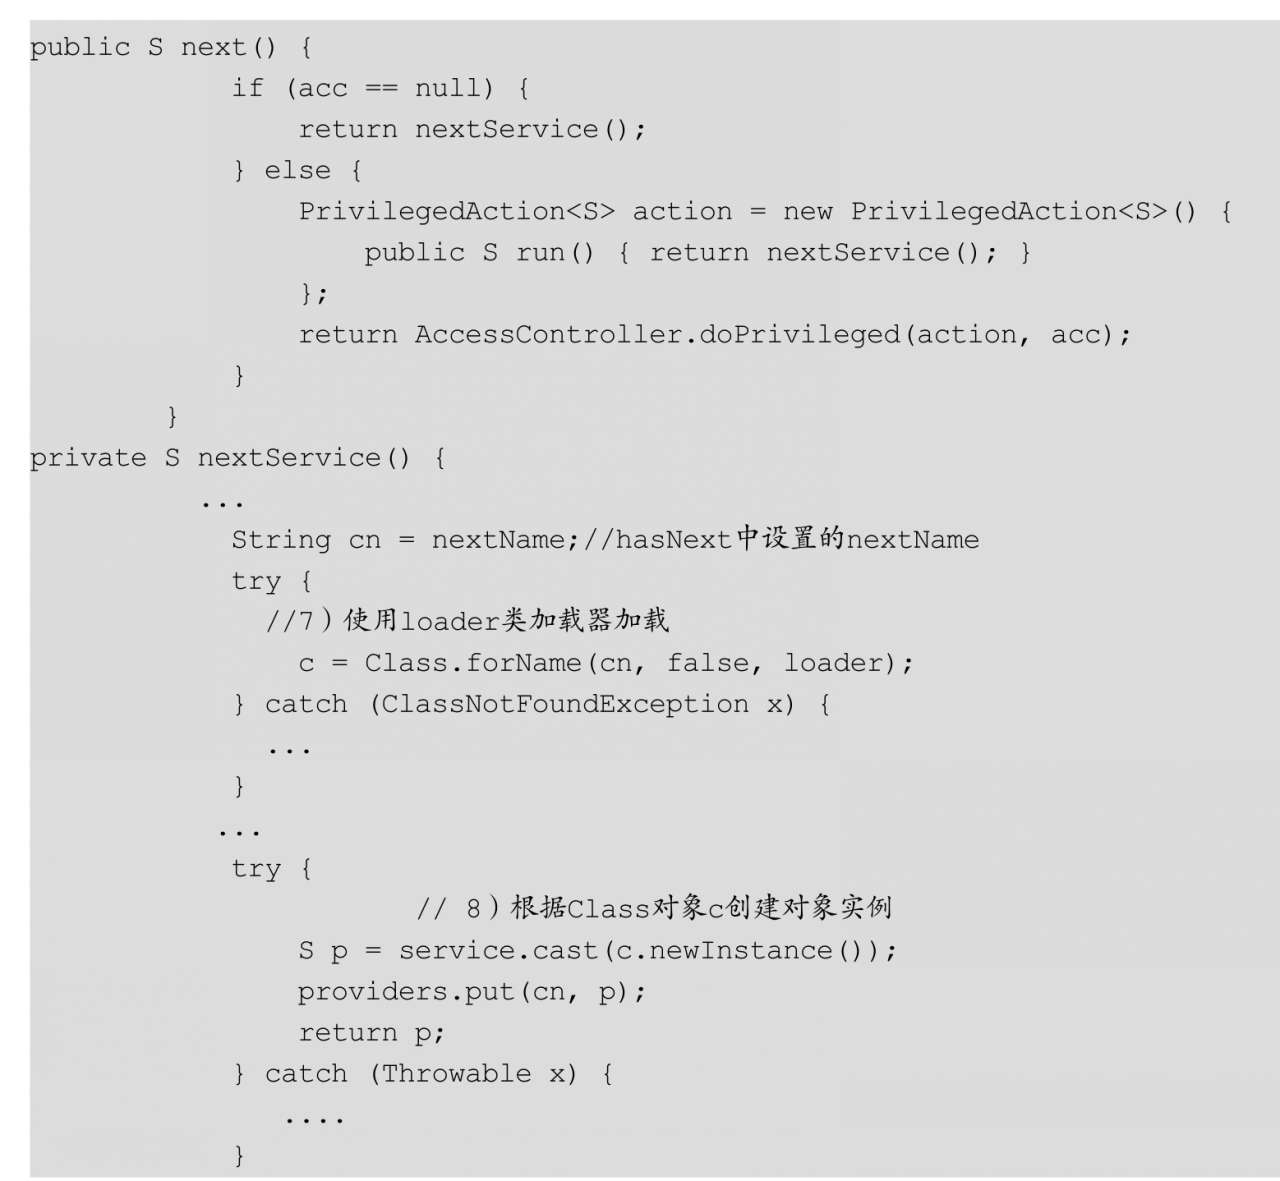 public S next() {
            if (acc == null) {
                return nextService();
            } else {
                PrivilegedAction<S> action = new PrivilegedAction<S>() {
                    public S run() { return nextService(); }
                };
                return AccessController.doPrivileged(action, acc);
            }
        }
private S nextService() {
          ...
            String cn = nextName;//hasNext中设置的nextName
            try {
              //7）使用loader类加载器加载
                c = Class.forName(cn, false, loader);
            } catch (ClassNotFoundException x) {
              ...
            }
           ...
            try {
                       // 8）根据Class对象c创建对象实例
                S p = service.cast(c.newInstance());
                providers.put(cn, p);
                return p;
            } catch (Throwable x) {
               ....
            }